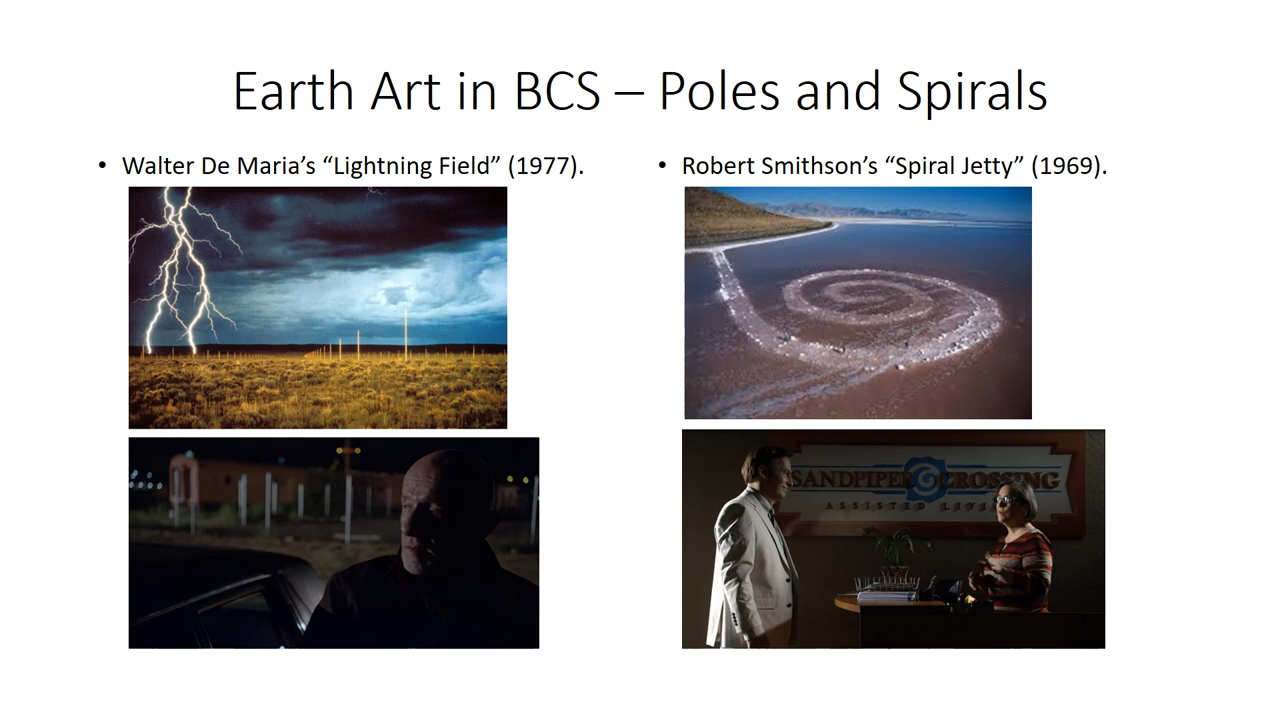 Earth Art in BCS – Poles and Spirals
• Walter De Maria’s “Lightning Field” (1977).
• Robert Smithson’s “Spiral Jetty” (1969).
SANDPIPER CROSSING
ASSISTED